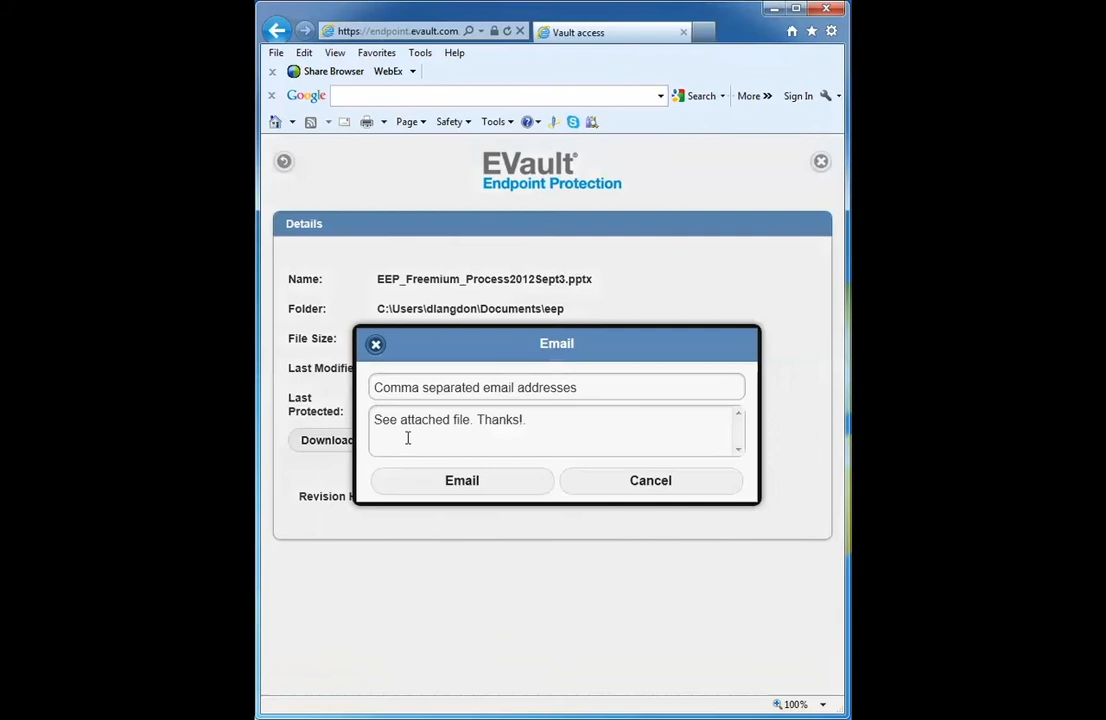 https://endpoint.evault.com
Vault access
File Edit View Favorites Tools Help
Share Browser WebEx
Google
Search
More »
Sign In
Page Safety Tools
EVault®
Endpoint Protection
Details
Name: EEP_Freemium_Process2012Sept3.pptx
Folder: C:\Users\dlangdon\Documents\eep
File Size:
Last Modifie
Last
Protected:
Download
Revision H
Email
Comma separated email addresses
See attached file. Thanks!.
Email Cancel
100%